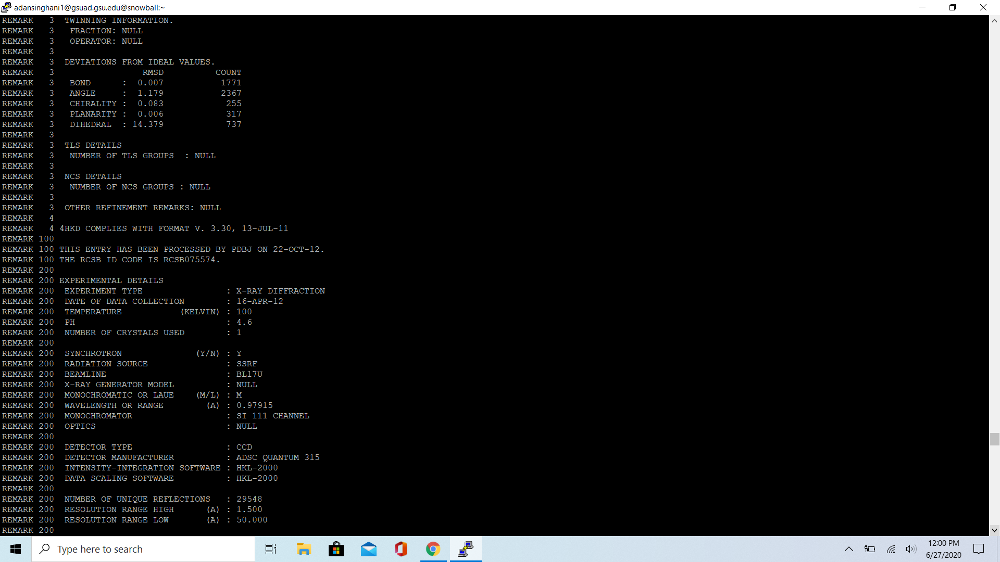 adansinghani1@gsuad.gsu.edu@snowball:~
REMARK   3  TWINNING INFORMATION.
REMARK   3   FRACTION: NULL
REMARK   3   OPERATOR: NULL
REMARK   3
REMARK   3  DEVIATIONS FROM IDEAL VALUES.
REMARK   3                 RMSD          COUNT
REMARK   3   BOND      :  0.007           1771
REMARK   3   ANGLE     :  1.179           2367
REMARK   3   CHIRALITY :  0.083            255
REMARK   3   PLANARITY :  0.006            317
REMARK   3   DIHEDRAL  : 14.379            737
REMARK   3
REMARK   3  TLS DETAILS
REMARK   3   NUMBER OF TLS GROUPS  : NULL
REMARK   3
REMARK   3  NCS DETAILS
REMARK   3   NUMBER OF NCS GROUPS : NULL
REMARK   3
REMARK   3  OTHER REFINEMENT REMARKS: NULL
REMARK   4
REMARK   4 4HKD COMPLIES WITH FORMAT V. 3.30, 13-JUL-11
REMARK 100
REMARK 100 THIS ENTRY HAS BEEN PROCESSED BY PDBJ ON 22-OCT-12.
REMARK 100 THE RCSB ID CODE IS RCSB075574.
REMARK 200
REMARK 200 EXPERIMENTAL DETAILS
REMARK 200  EXPERIMENT TYPE                : X-RAY DIFFRACTION
REMARK 200  DATE OF DATA COLLECTION        : 16-APR-12
REMARK 200  TEMPERATURE           (KELVIN) : 100
REMARK 200  PH                             : 4.6
REMARK 200  NUMBER OF CRYSTALS USED        : 1
REMARK 200
REMARK 200  SYNCHROTRON              (Y/N) : Y
REMARK 200  RADIATION SOURCE               : SSRF
REMARK 200  BEAMLINE                       : BL17U
REMARK 200  X-RAY GENERATOR MODEL          : NULL
REMARK 200  MONOCHROMATIC OR LAUE    (M/L) : M
REMARK 200  WAVELENGTH OR RANGE        (A) : 0.97915
REMARK 200  MONOCHROMATOR                  : SI 111 CHANNEL
REMARK 200  OPTICS                         : NULL
REMARK 200
REMARK 200  DETECTOR TYPE                  : CCD
REMARK 200  DETECTOR MANUFACTURER          : ADSC QUANTUM 315
REMARK 200  INTENSITY-INTEGRATION SOFTWARE : HKL-2000
REMARK 200  DATA SCALING SOFTWARE          : HKL-2000
REMARK 200
REMARK 200  NUMBER OF UNIQUE REFLECTIONS   : 29548
REMARK 200  RESOLUTION RANGE HIGH      (A) : 1.500
REMARK 200  RESOLUTION RANGE LOW       (A) : 50.000
REMARK 200
Type here to search
12:00 PM
6/27/2020